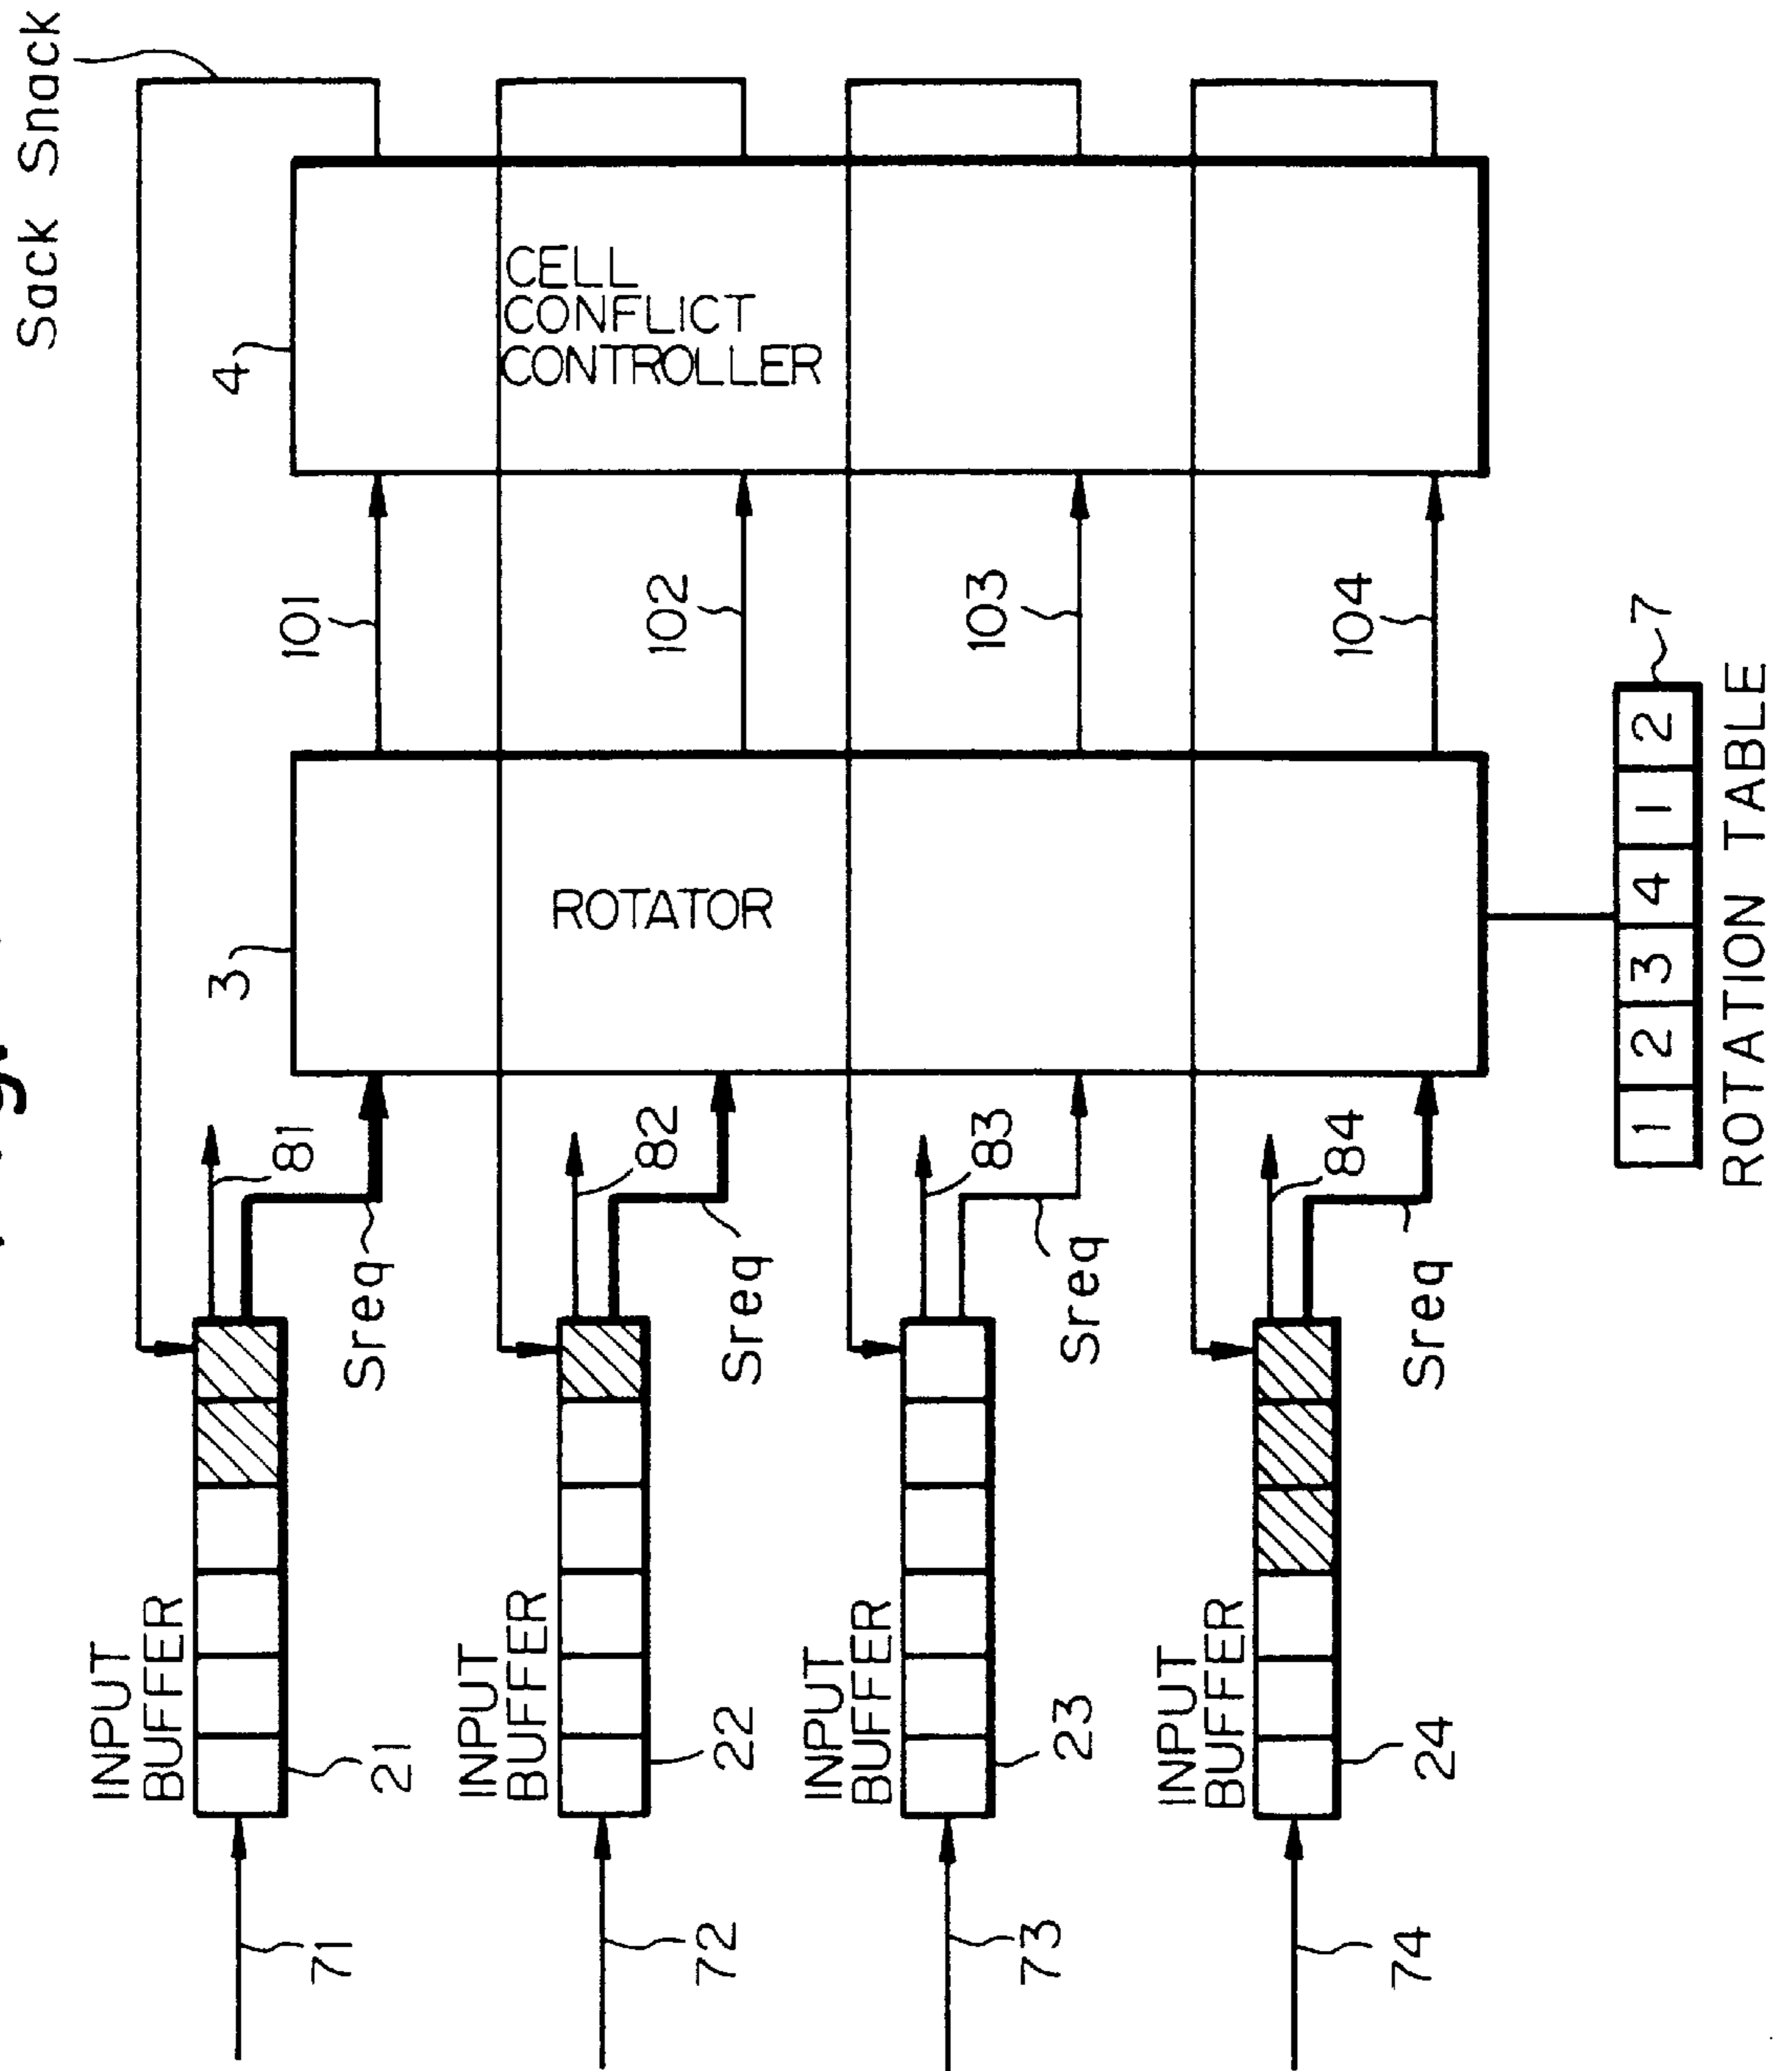 Sack Snack
4
CELL
CONFLICT
CONTROLLER
101
102
103
104
3
ROTATOR
7
1 2 3 4 1 2
ROTATION TABLE
81
Sreq
82
Sreq
83
Sreq
84
Sreq
INPUT
BUFFER
21
INPUT
BUFFER
22
INPUT
BUFFER
23
INPUT
BUFFER
24
71
72
73
74